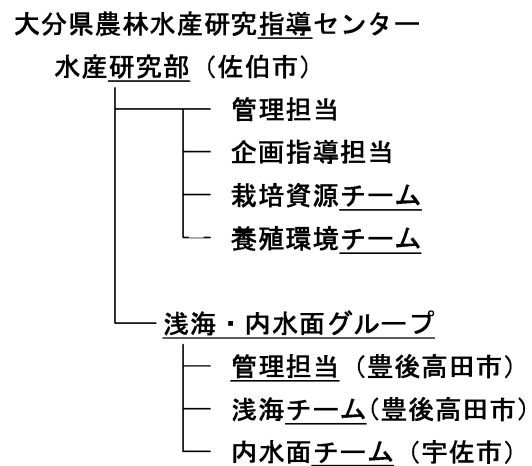 大分県農林水産研究指導センター
水産研究部（佐伯市）
管理担当
企画指導担当
栽培資源チーム
養殖環境チーム
浅海・内水面グループ
管理担当（豊後高田市）
浅海チーム（豊後高田市）
内水面チーム（宇佐市）